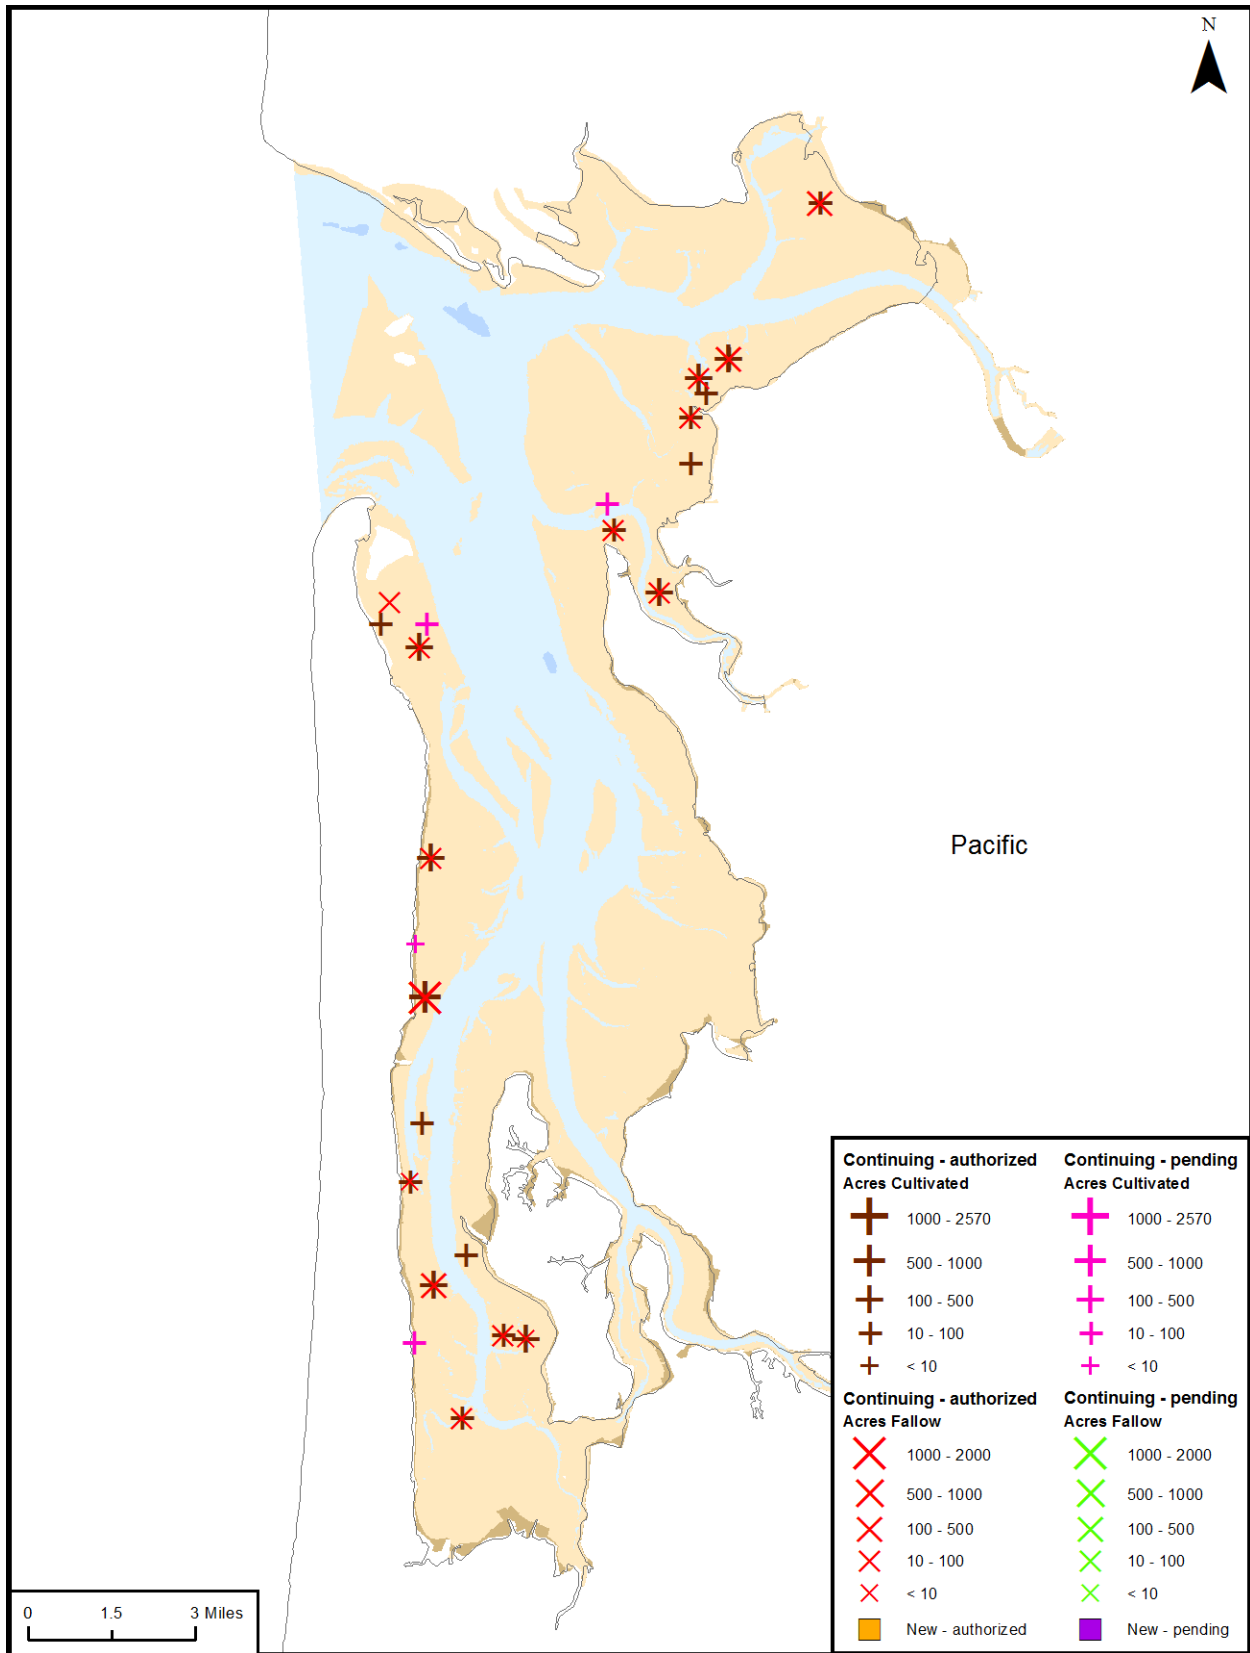 N
Pacific
Continuing - authorized
Acres Cultivated
1000 - 2570
500 - 1000
100 - 500
10 - 100
< 10
Continuing - pending
Acres Cultivated
1000 - 2570
500 - 1000
100 - 500
10 - 100
< 10
Continuing - authorized
Acres Fallow
1000 - 2000
500 - 1000
100 - 500
10 - 100
< 10
New - authorized
Continuing - pending
Acres Fallow
1000 - 2000
500 - 1000
100 - 500
10 - 100
< 10
New - pending
0 1.5 3 Miles